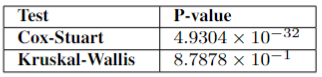 Test P-value
Cox-Stuart 4.9304 × 10⁻³²
Kruskal-Wallis 8.7878 × 10⁻¹